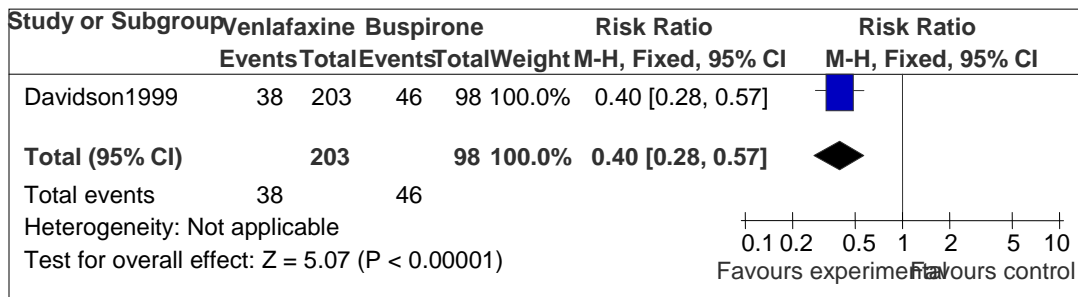 Study or Subgroup Venlafaxine Buspirone Risk Ratio Risk Ratio
Events Total Events Total Weight M-H, Fixed, 95% CI M-H, Fixed, 95% CI
Davidson1999 38 203 46 98 100.0% 0.40 [0.28, 0.57]
Total (95% CI) 203 98 100.0% 0.40 [0.28, 0.57]
Total events 38 46
Heterogeneity: Not applicable
Test for overall effect: Z = 5.07 (P < 0.00001)
0.1 0.2 0.5 1 2 5 10
Favours experimental Favours control